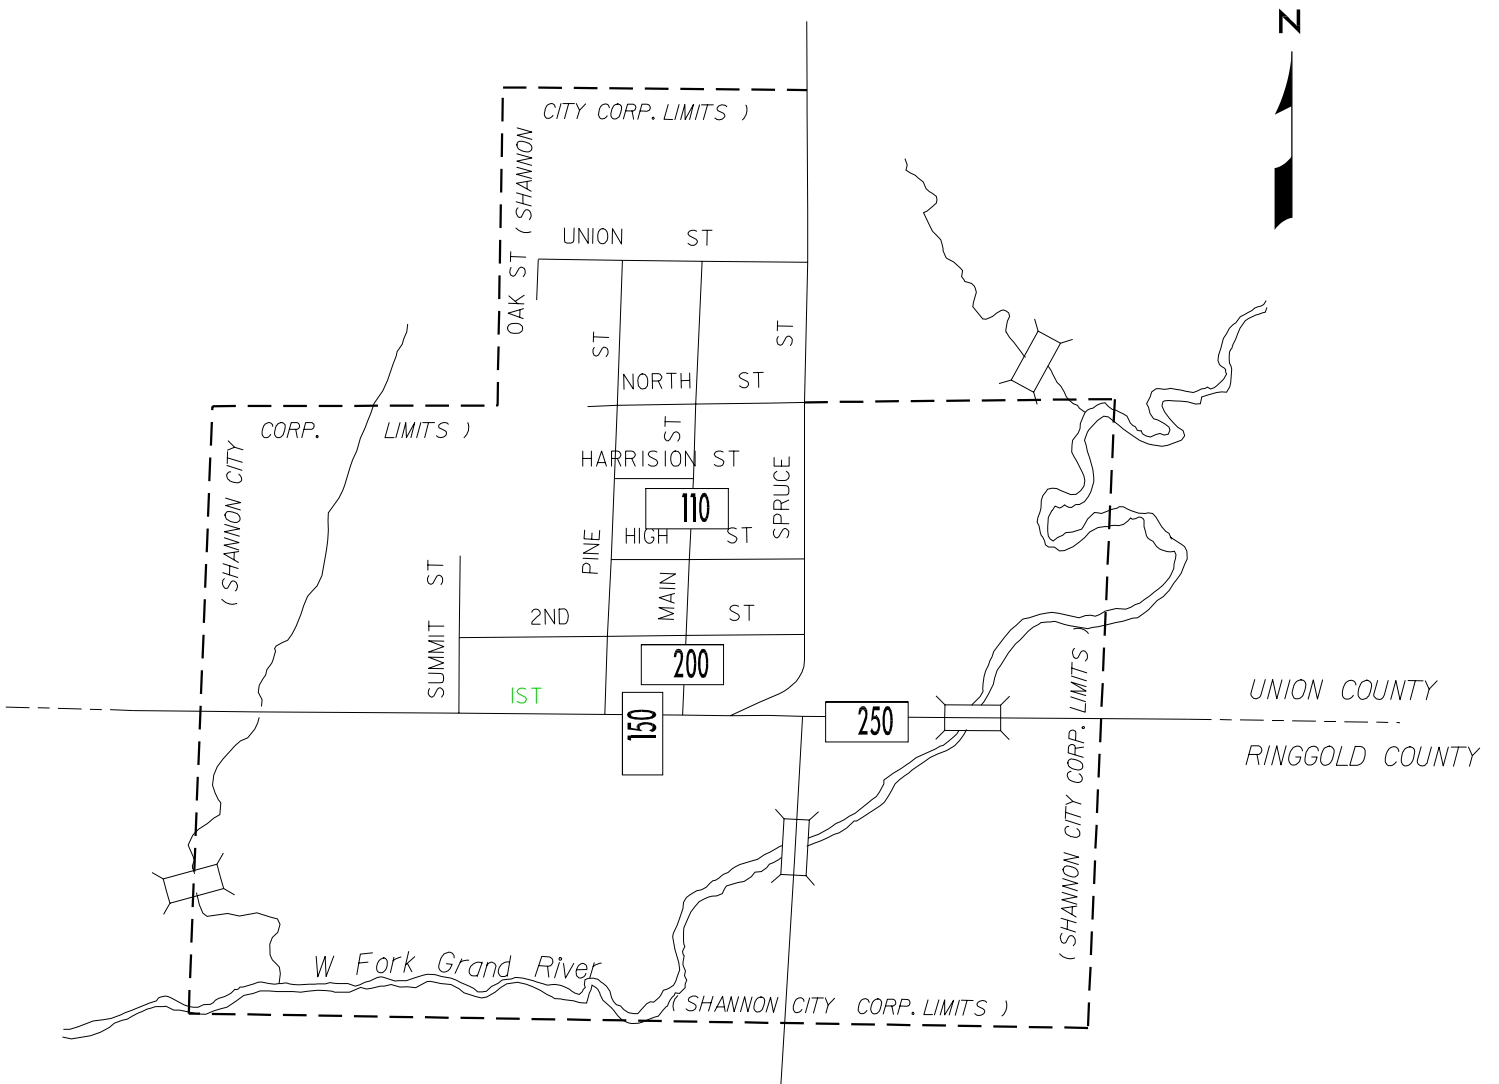 N
CITY CORP. LIMITS )
( SHANNON
UNION ST
OAK ST
ST
ST
NORTH ST
CORP. LIMITS )
ST
( SHANNON CITY
HARRISION ST
SPRUCE
110
HIGH ST
PINE
SUMMIT ST
MAIN
2ND ST
200
1ST
150
250
UNION COUNTY
RINGGOLD COUNTY
( SHANNON CITY CORP. LIMITS )
W Fork Grand River
( SHANNON CITY CORP. LIMITS )